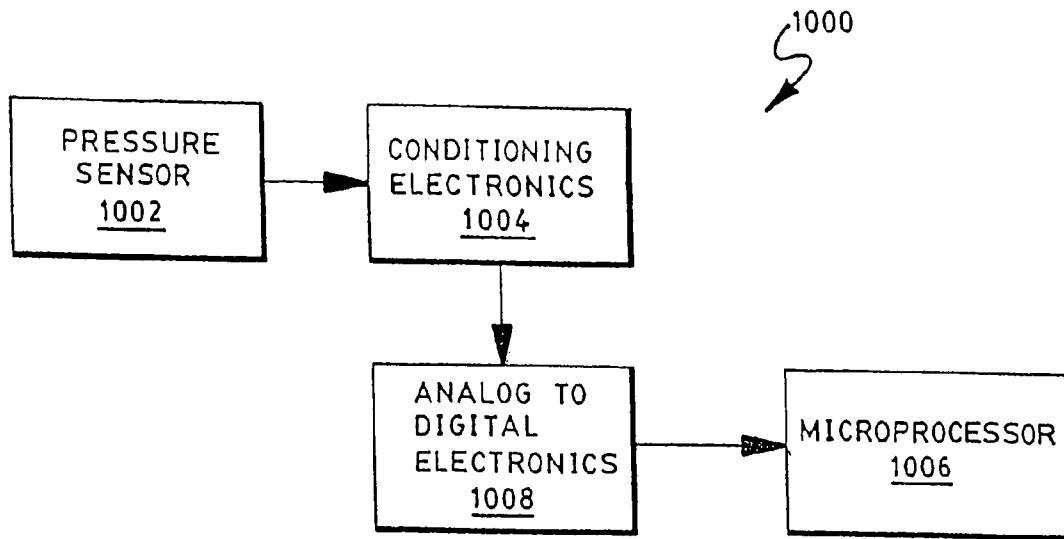 1000
PRESSURE
SENSOR
1002
CONDITIONING
ELECTRONICS
1004
ANALOG TO
DIGITAL
ELECTRONICS
1008
MICROPROCESSOR
1006